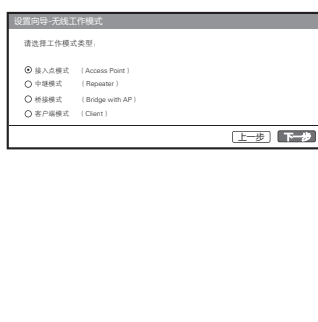 设置向导-无线工作模式
请选择工作模式类型：
接入点模式 （Access Point）
中继模式 （Repeater）
桥接模式 （Bridge with AP）
客户端模式 （Client）
上一步 下一步